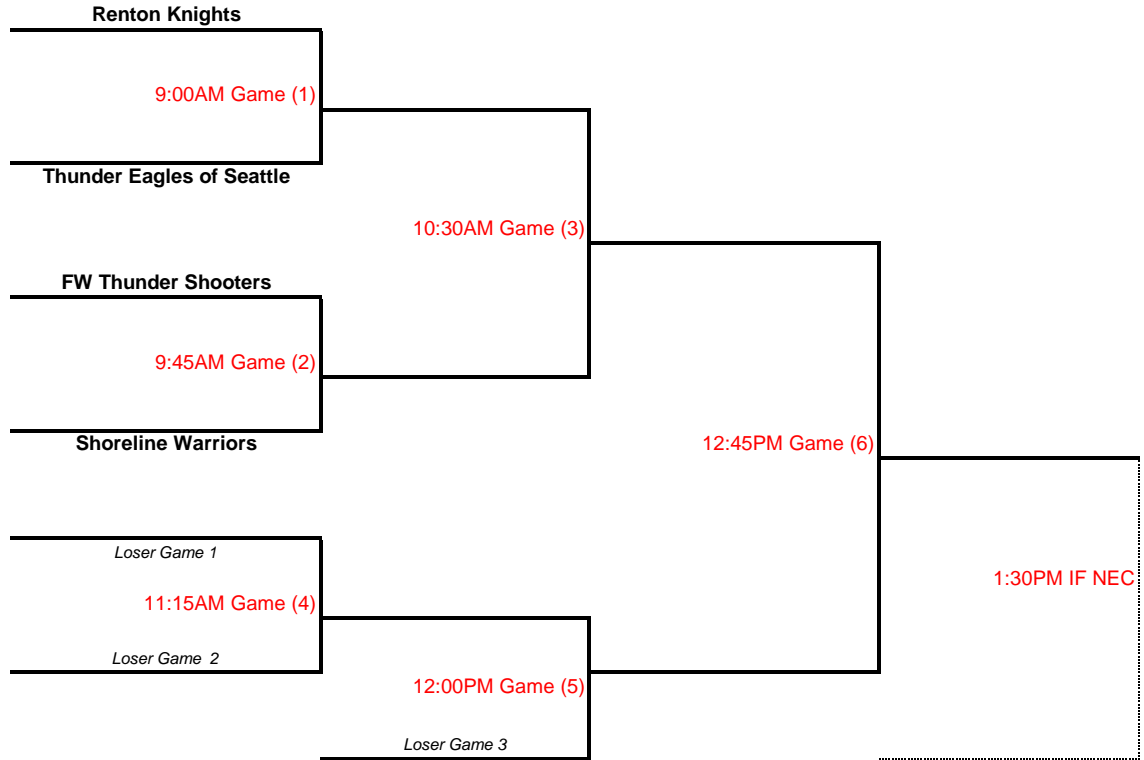 Renton Knights
9:00AM Game (1)
Thunder Eagles of Seattle
10:30AM Game (3)
FW Thunder Shooters
9:45AM Game (2)
Shoreline Warriors
12:45PM Game (6)
Loser Game 1
1:30PM IF NEC
11:15AM Game (4)
Loser Game 2
12:00PM Game (5)
Loser Game 3